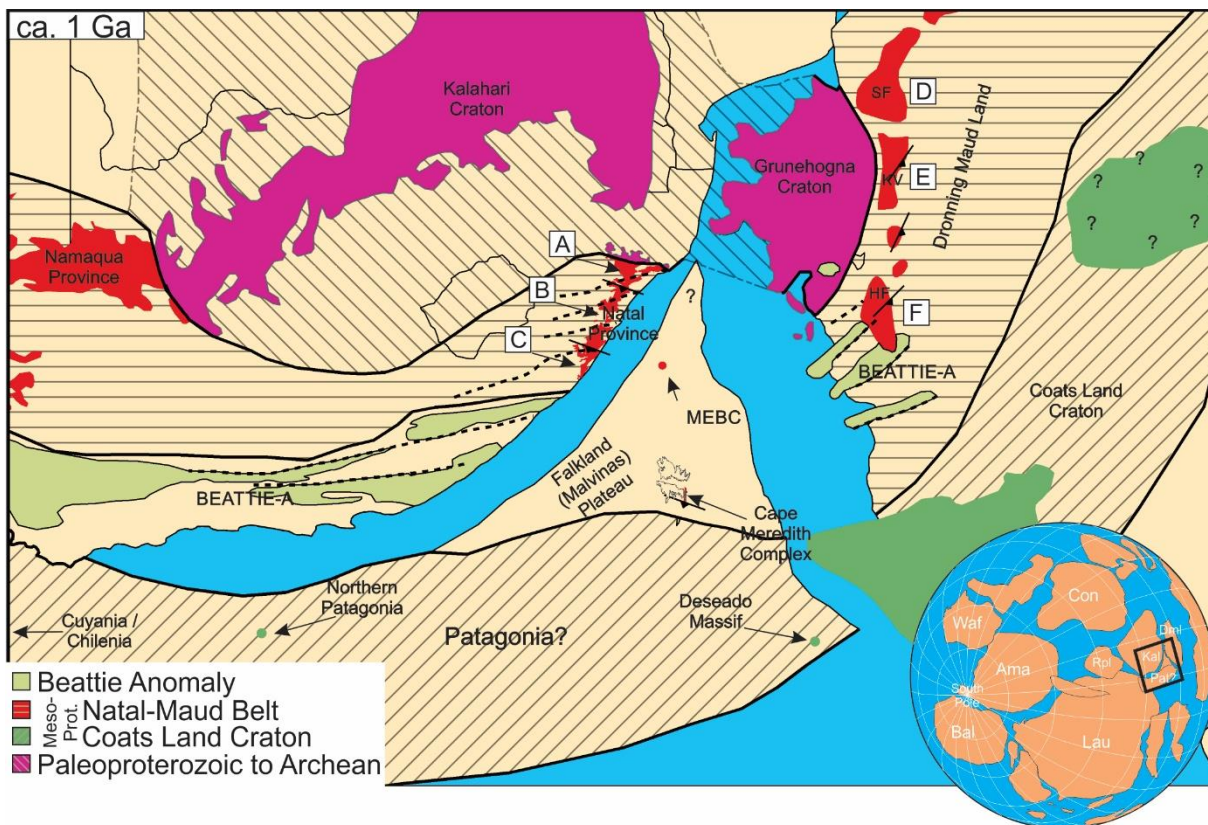 ca. 1 Ga
Kalahari
Craton
SF
D
Grunehogna
Craton
KV
E
Dronning Maud Land
?
?
?
?
?
?
Namaqua
Province
A
B
Natal
Province
C
?
HF
F
BEATTIE-A
MEBC
Coats Land
Craton
Falkland
(Malvinas)
Plateau
BEATTIE-A
Cape
Meredith
Complex
Northern
Patagonia
Deseado
Massif
Cuyania /
Chilenia
Patagonia?
Beattie Anomaly
Meso-
Prot.
Natal-Maud Belt
Coats Land Craton
Paleoproterozoic to Archean
Con
Waf
Dml
Kal
Rpl
Pat?
Ama
South
Pole
Bal
Lau